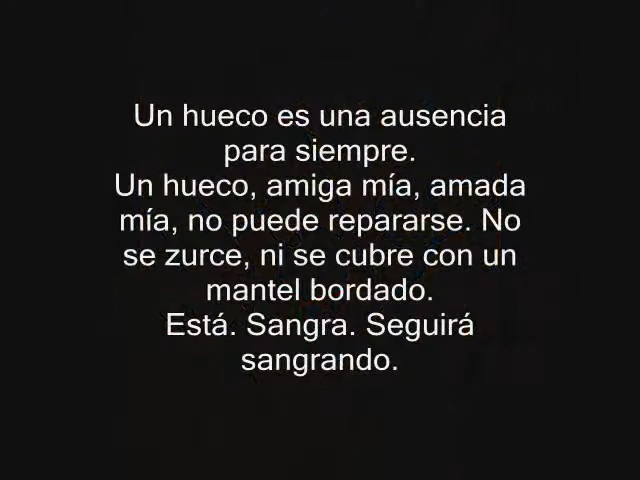 Un hueco es una ausencia
para siempre.
Un hueco, amiga mía, amada
mía, no puede repararse. No
se zurce, ni se cubre con un
mantel bordado.
Está. Sangra. Seguirá
sangrando.